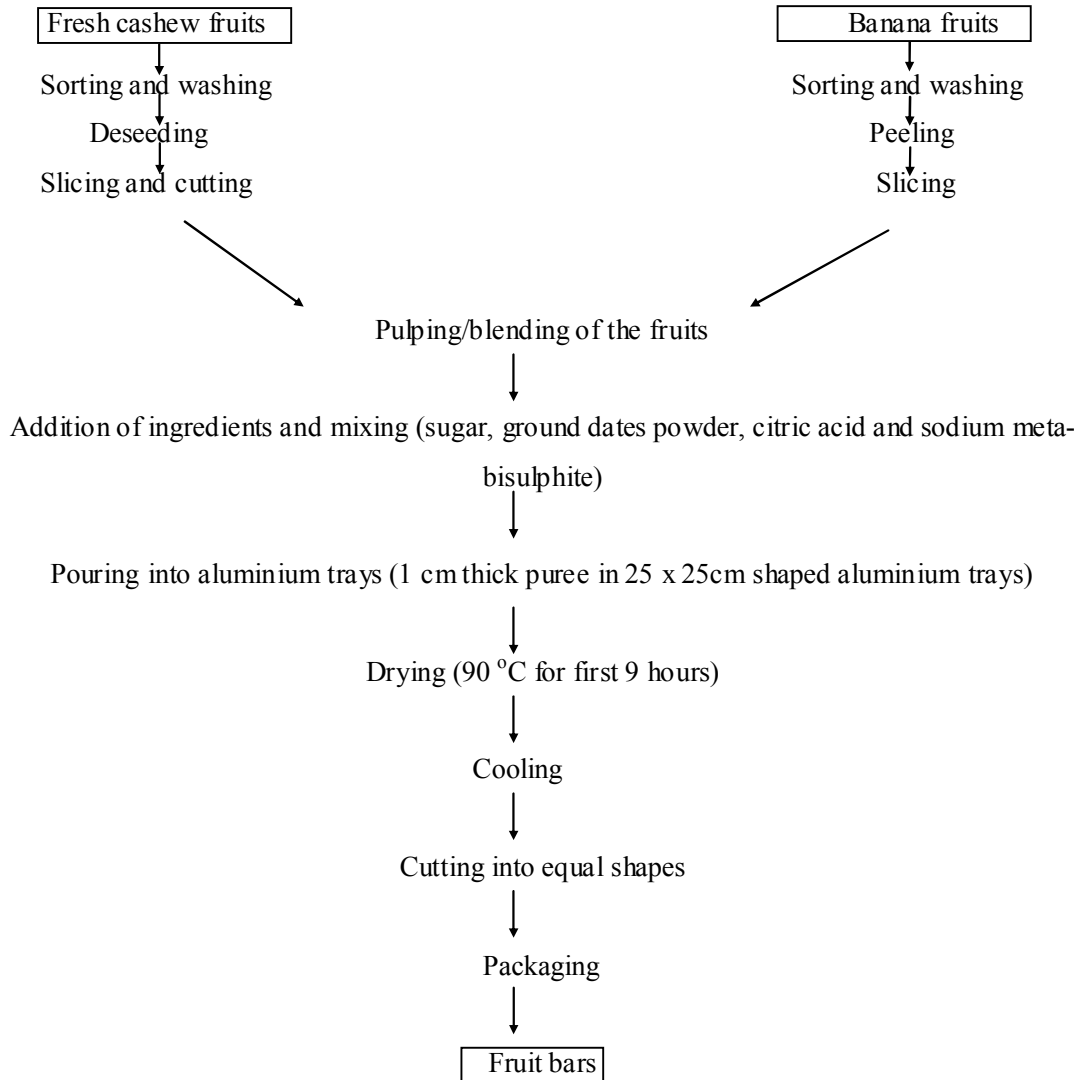 Fresh cashew fruits
Banana fruits
Sorting and washing
Sorting and washing
Deseeding
Peeling
Slicing and cutting
Slicing
Pulping/blending of the fruits
Addition of ingredients and mixing (sugar, ground dates powder, citric acid and sodium meta-
bisulphite)
Pouring into aluminium trays (1 cm thick puree in 25 x 25cm shaped aluminium trays)
Drying (90 °C for first 9 hours)
Cooling
Cutting into equal shapes
Packaging
Fruit bars